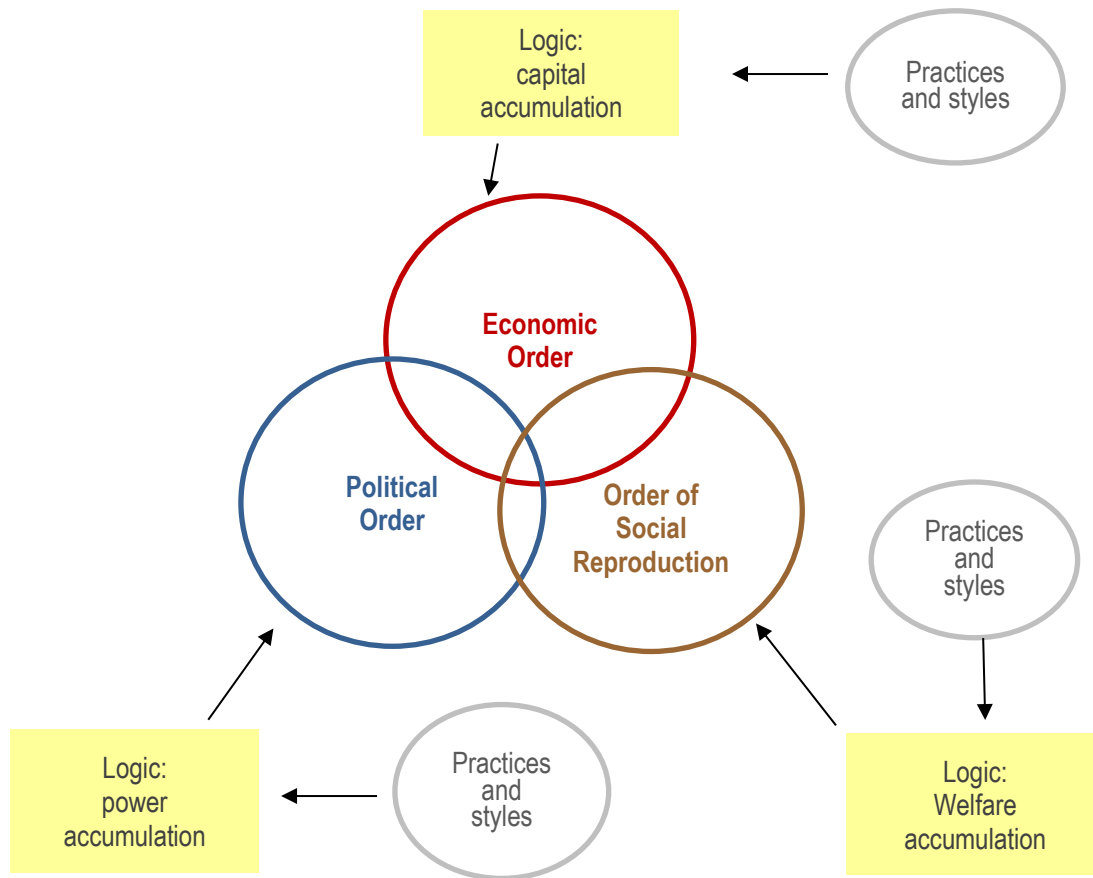 Logic:
capital
accumulation
Practices
and styles
Economic
Order
Political
Order
Order of
Social
Reproduction
Practices
and
styles
Logic:
power
accumulation
Practices
and
styles
Logic:
Welfare
accumulation